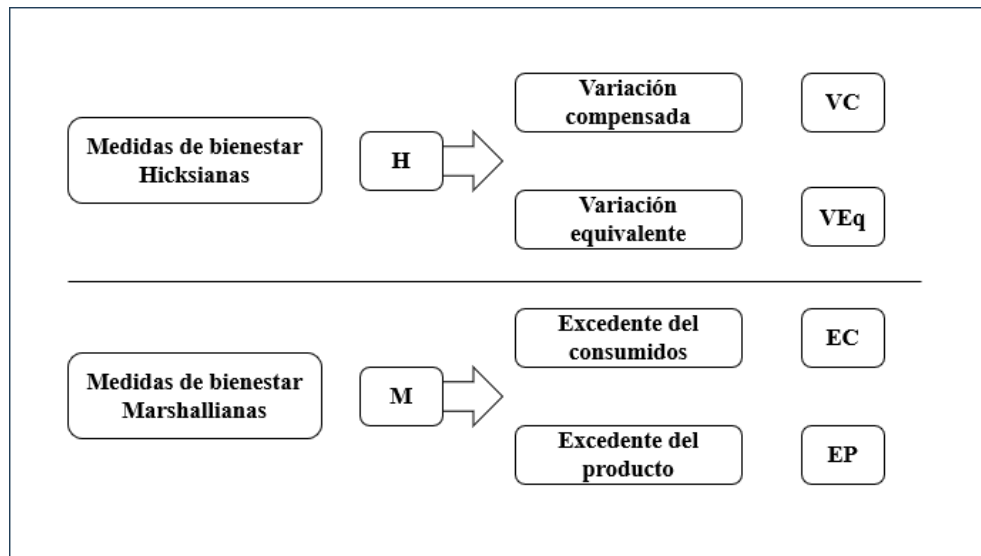 Medidas de bienestar
Hicksianas
H
Variación
compensada
VC
Variación
equivalente
VEq
Medidas de bienestar
Marshallianas
M
Excedente del
consumidos
EC
Excedente del
producto
EP